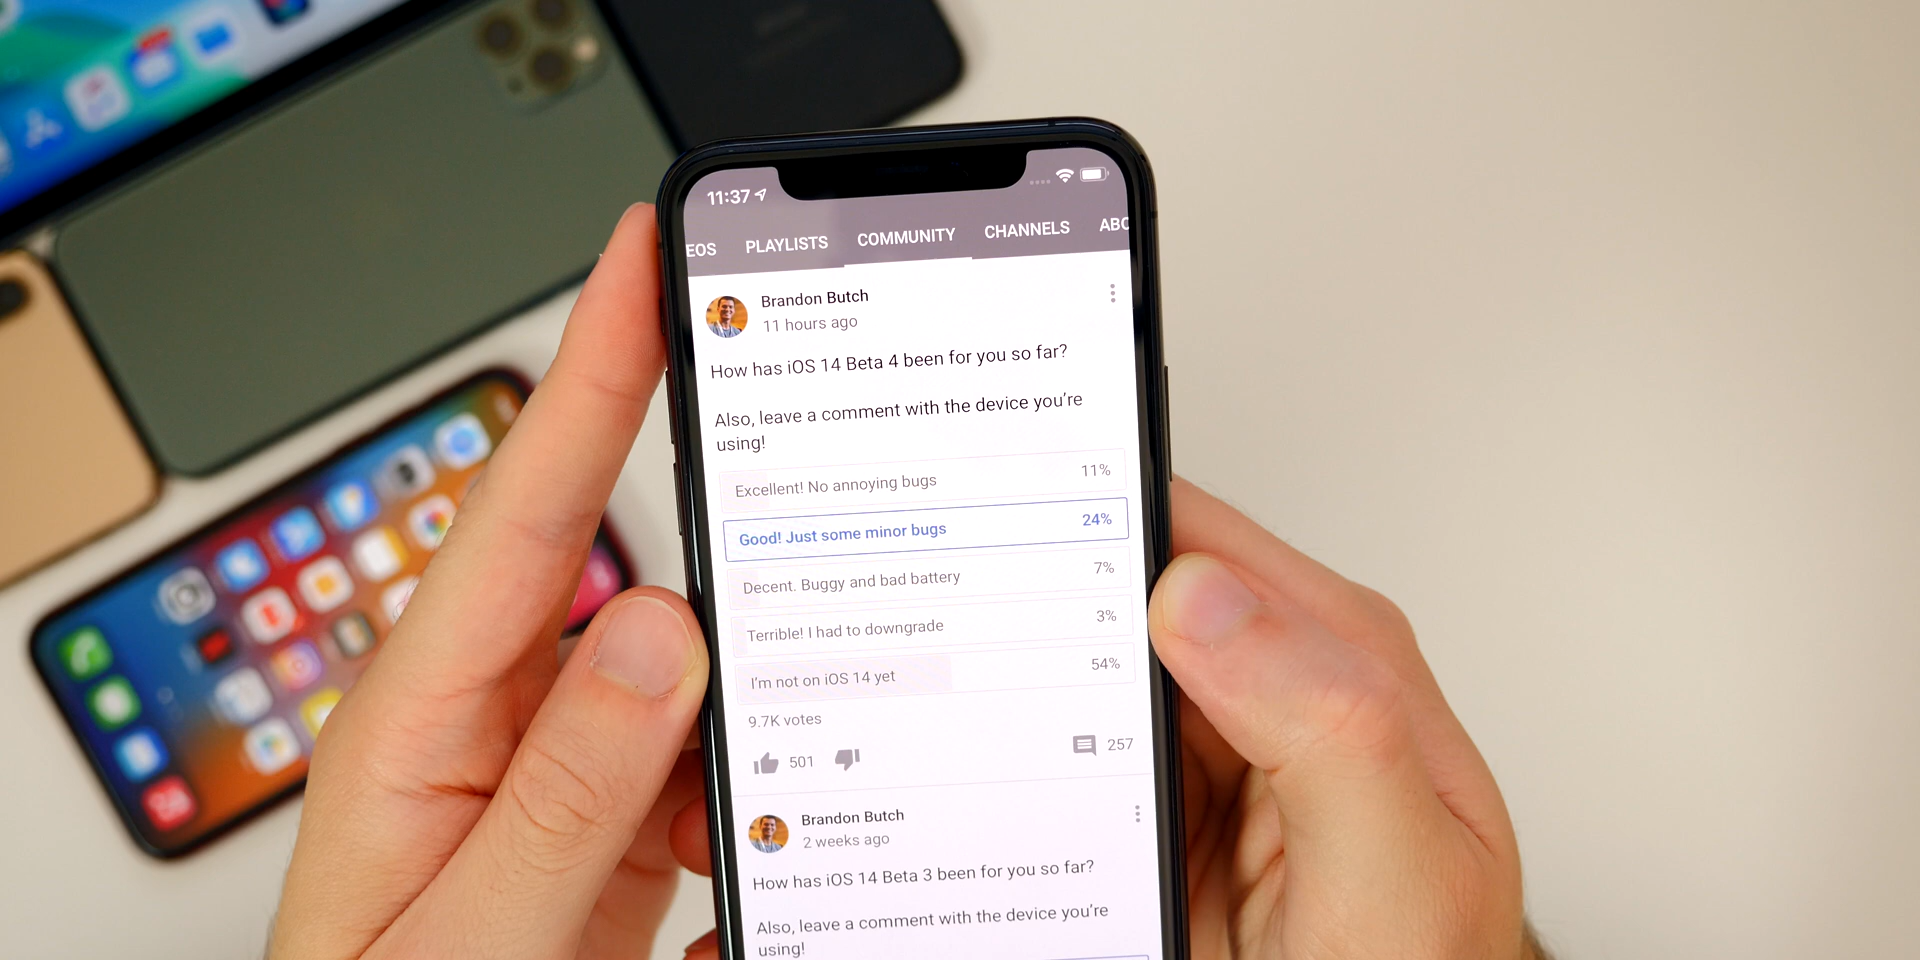 11:37
EOS PLAYLISTS COMMUNITY CHANNELS ABO
Brandon Butch
11 hours ago
How has iOS 14 Beta 4 been for you so far?
Also, leave a comment with the device you're
using!
Excellent! No annoying bugs 11%
Good! Just some minor bugs 24%
Decent. Buggy and bad battery 7%
Terrible! I had to downgrade 3%
I'm not on iOS 14 yet 54%
9.7K votes
501 257
Brandon Butch
2 weeks ago
How has iOS 14 Beta 3 been for you so far?
Also, leave a comment with the device you're
using!